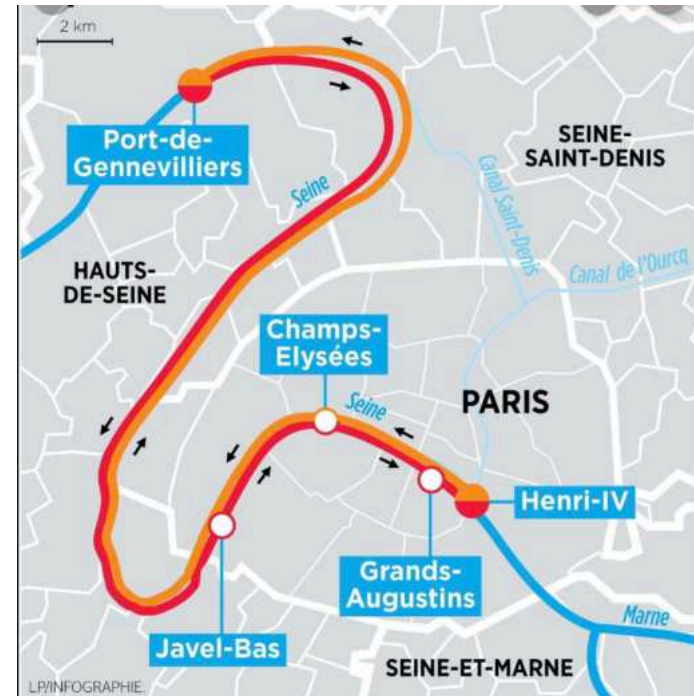 2 km
Port-de-
Gennevilliers
SEINE-
SAINT-DENIS
Seine
Canal Saint-Denis
Canal de l'Ourcq
HAUTS-
DE-SEINE
Champs-
Elysées
Seine
PARIS
Henri-IV
Grands-
Augustins
Javel-Bas
Marne
SEINE-ET-MARNE
LP/INFOGRAPHIE.